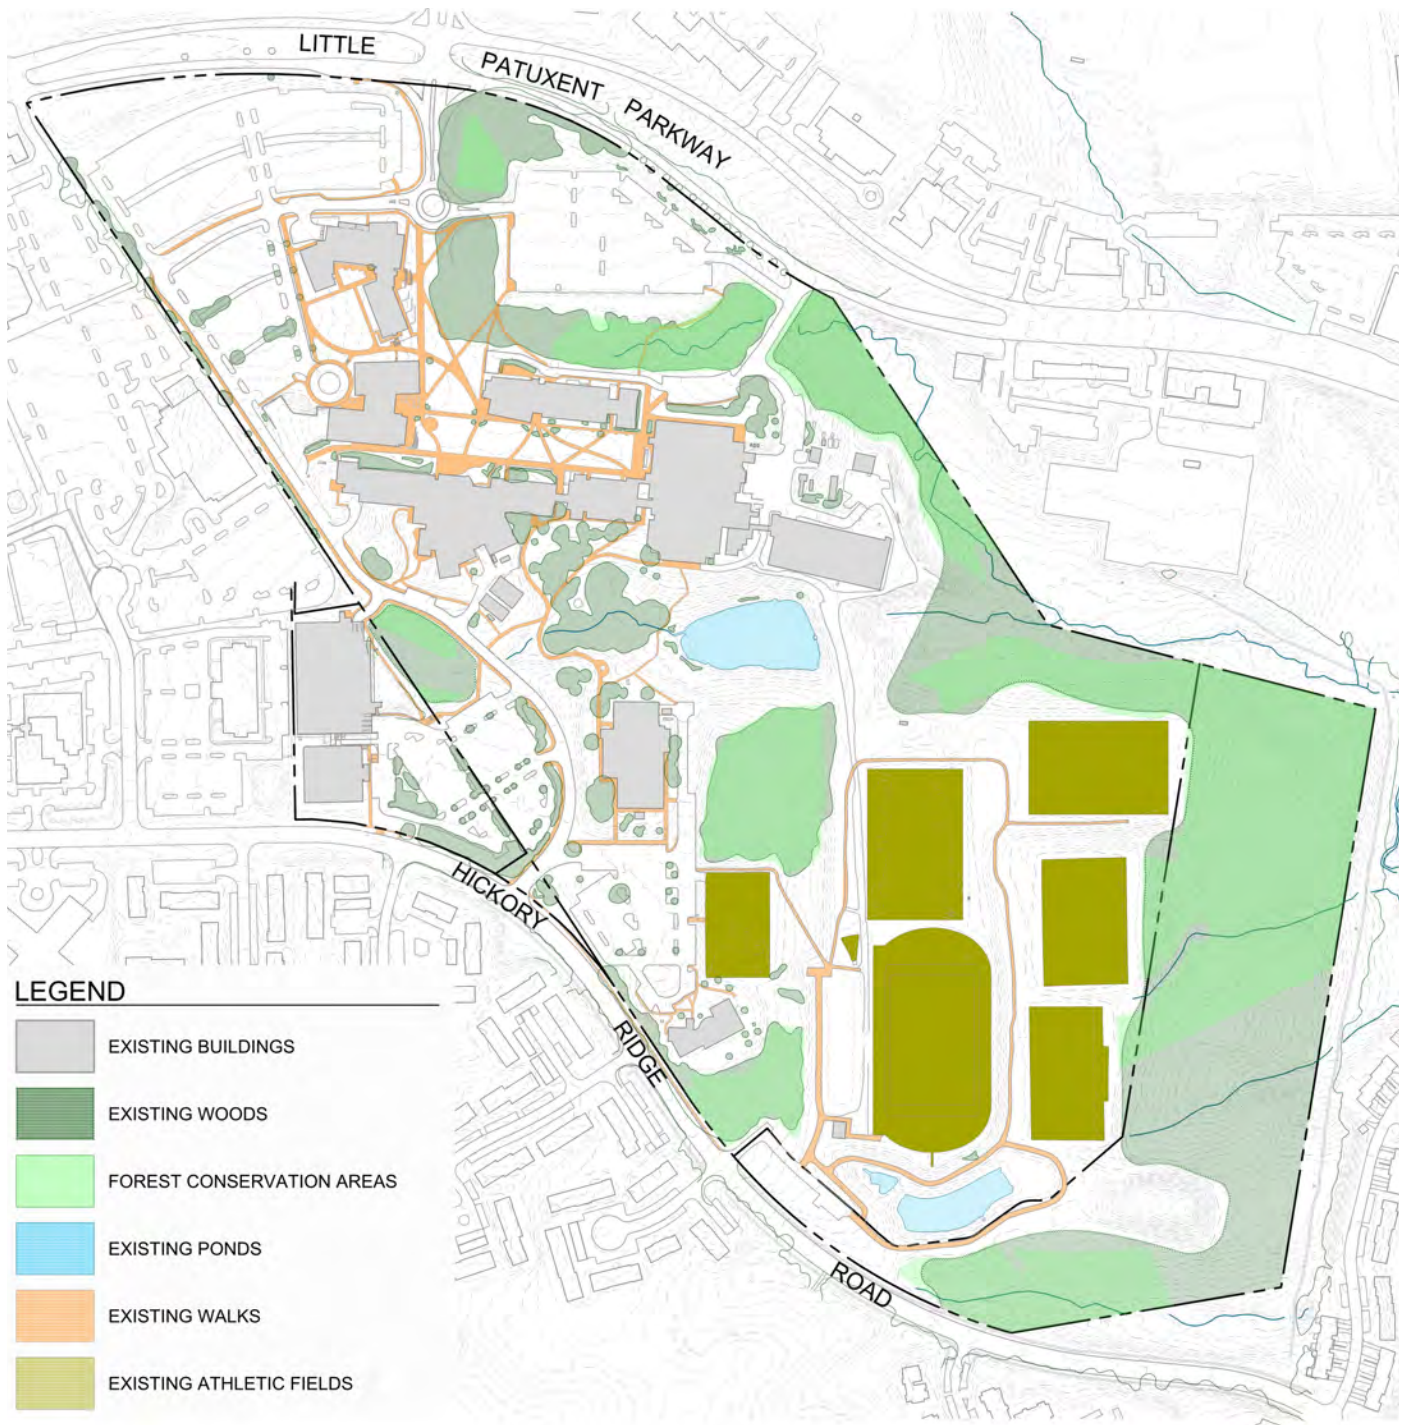 LITTLE
PATUXENT
PARKWAY
HICKORY
RIDGE
ROAD
LEGEND
EXISTING BUILDINGS
EXISTING WOODS
FOREST CONSERVATION AREAS
EXISTING PONDS
EXISTING WALKS
EXISTING ATHLETIC FIELDS